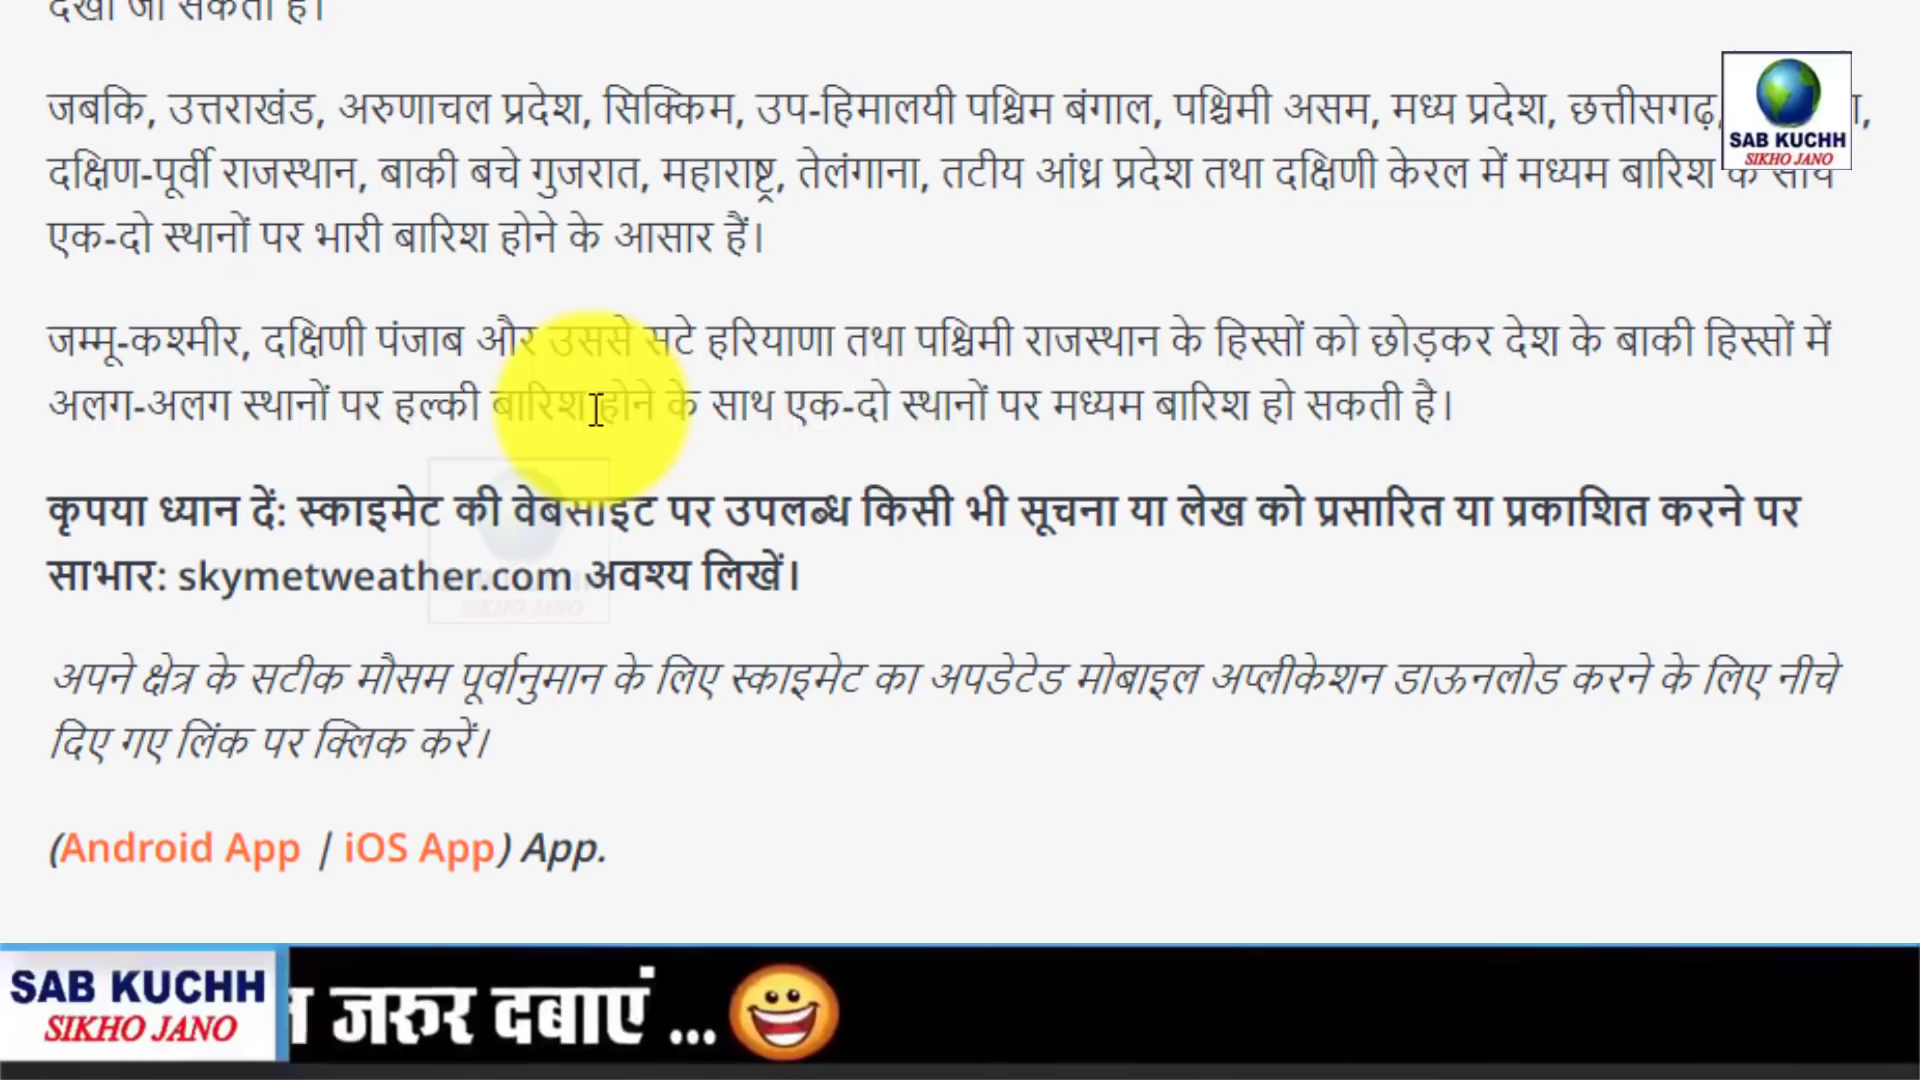 देखी जा सकती है।
जबकि, उत्तराखंड, अरुणाचल प्रदेश, सिक्किम, उप-हिमालयी पश्चिम बंगाल, पश्चिमी असम, मध्य प्रदेश, छत्तीसगढ़,
SAB KUCHH
SIKHO JANO
दक्षिण-पूर्वी राजस्थान, बाकी बचे गुजरात, महाराष्ट्र, तेलंगाना, तटीय आंध्र प्रदेश तथा दक्षिणी केरल में मध्यम बारिश के साथ
एक-दो स्थानों पर भारी बारिश होने के आसार हैं।
जम्मू-कश्मीर, दक्षिणी पंजाब और उससे सटे हरियाणा तथा पश्चिमी राजस्थान के हिस्सों को छोड़कर देश के बाकी हिस्सों में
अलग-अलग स्थानों पर हल्की बारिश होने के साथ एक-दो स्थानों पर मध्यम बारिश हो सकती है।
कृपया ध्यान दें: स्काइमेट की वेबसाइट पर उपलब्ध किसी भी सूचना या लेख को प्रसारित या प्रकाशित करने पर
साभार: skymetweather.com अवश्य लिखें।
SIKHO JANO
अपने क्षेत्र के सटीक मौसम पूर्वानुमान के लिए स्काइमेट का अपडेटेड मोबाइल अप्लीकेशन डाऊनलोड करने के लिए नीचे
दिए गए लिंक पर क्लिक करें।
(Android App / iOS App) App.
SAB KUCHH
SIKHO JANO
जरुर दबाएं ...